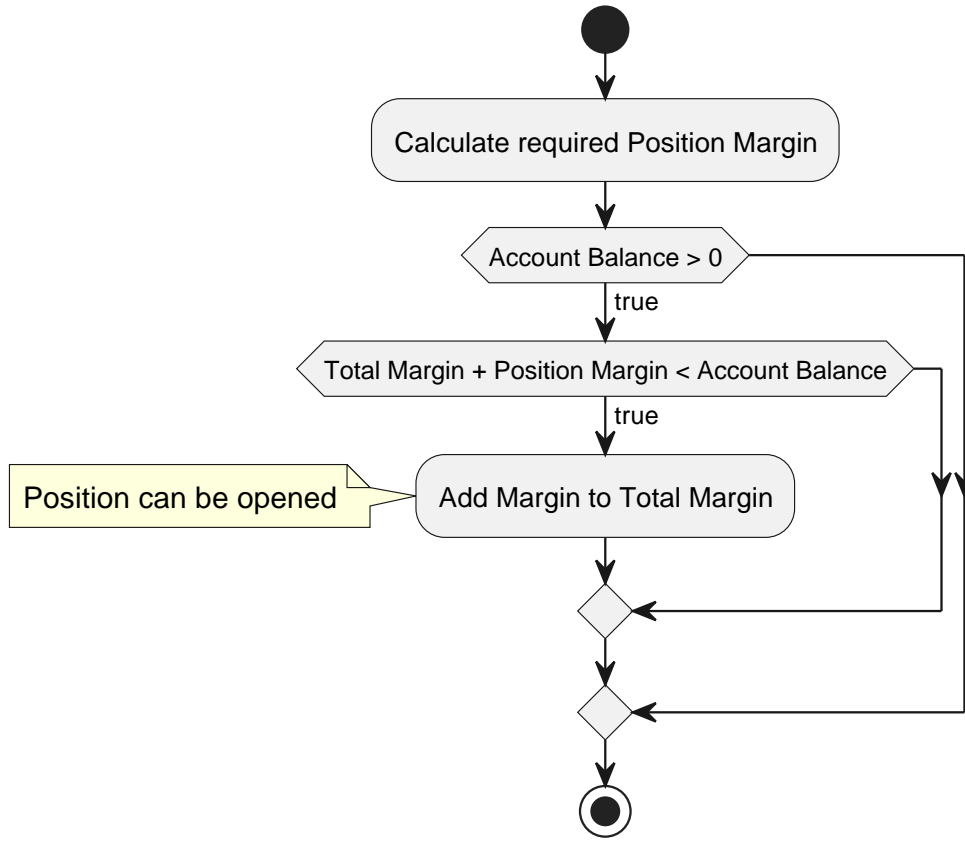 Calculate required Position Margin
Account Balance > 0
true
Total Margin + Position Margin < Account Balance
true
Position can be opened
Add Margin to Total Margin